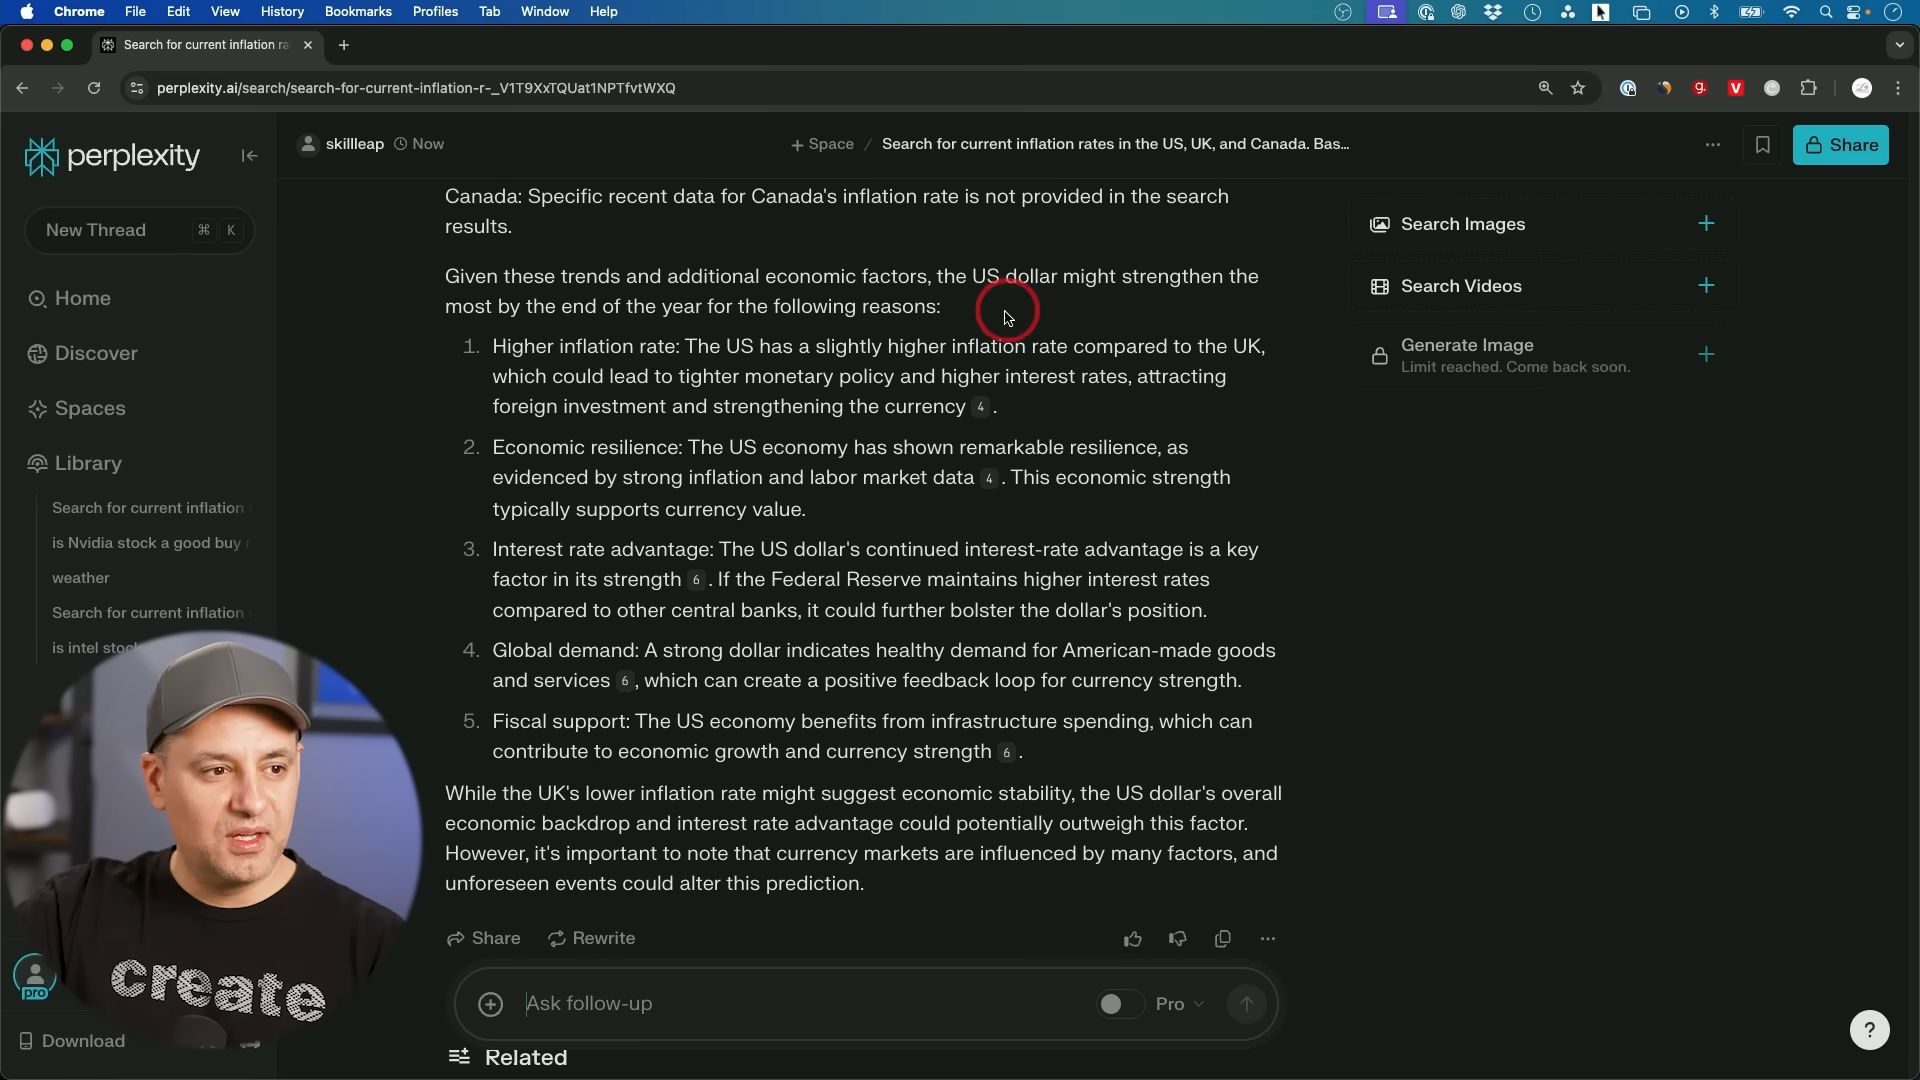 Chrome File Edit View History Bookmarks Profiles Tab Window Help
Search for current inflation ra
perplexity.ai/search/search-for-current-inflation-r-_V1T9XxTQUat1NPTfvtWXQ
perplexity
skillleap Now
+ Space / Search for current inflation rates in the US, UK, and Canada. Bas...
Share
New Thread ⌘ K
Home
Discover
Spaces
Library
Search for current inflation
is Nvidia stock a good buy
weather
Search for current inflation
is intel
pro
Download
Canada: Specific recent data for Canada's inflation rate is not provided in the search
results.
Given these trends and additional economic factors, the US dollar might strengthen the
most by the end of the year for the following reasons:
1. Higher inflation rate: The US has a slightly higher inflation rate compared to the UK,
which could lead to tighter monetary policy and higher interest rates, attracting
foreign investment and strengthening the currency 4 .
2. Economic resilience: The US economy has shown remarkable resilience, as
evidenced by strong inflation and labor market data 4 . This economic strength
typically supports currency value.
3. Interest rate advantage: The US dollar's continued interest-rate advantage is a key
factor in its strength 6 . If the Federal Reserve maintains higher interest rates
compared to other central banks, it could further bolster the dollar's position.
4. Global demand: A strong dollar indicates healthy demand for American-made goods
and services 6 , which can create a positive feedback loop for currency strength.
5. Fiscal support: The US economy benefits from infrastructure spending, which can
contribute to economic growth and currency strength 6 .
While the UK's lower inflation rate might suggest economic stability, the US dollar's overall
economic backdrop and interest rate advantage could potentially outweigh this factor.
However, it's important to note that currency markets are influenced by many factors, and
unforeseen events could alter this prediction.
Share Rewrite
Ask follow-up
Pro
Related
Search Images
Search Videos
Generate Image
Limit reached. Come back soon.
?
create